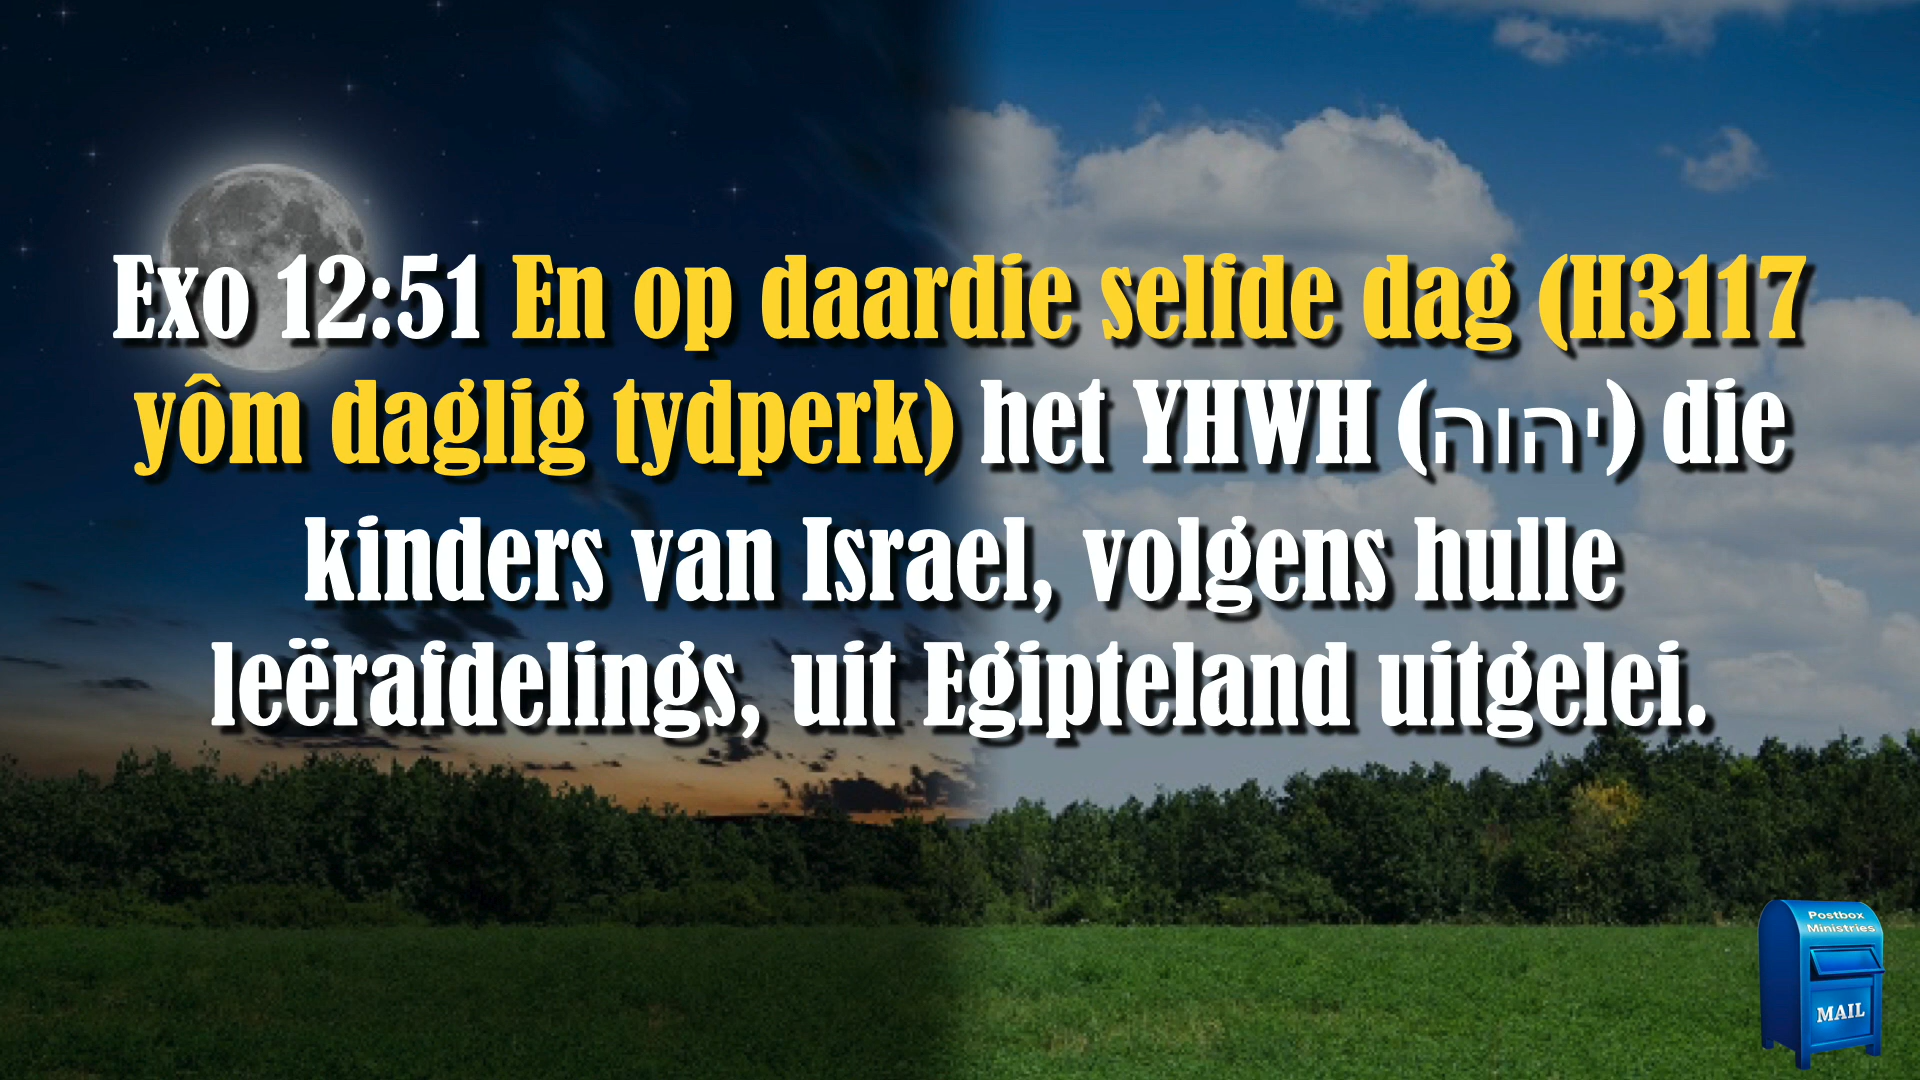 Exo 12:51 En op daardie selfde dag (H3117
yôm daglig tydperk) het YHWH (יהוה) die
kinders van Israel, volgens hulle
leërafdelings, uit Egipteland uitgelei.
Postbox
Ministries
MAIL